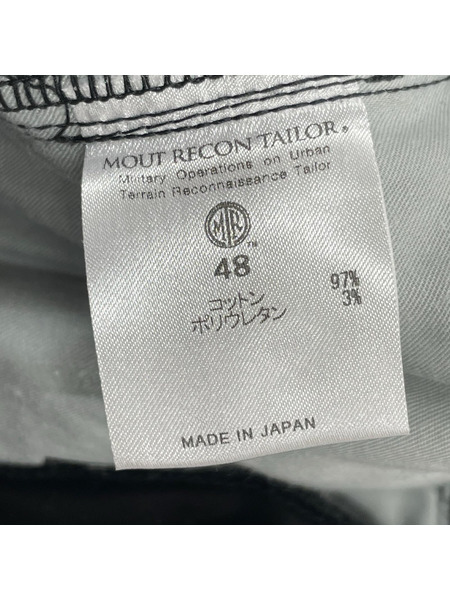 MOUT RECON TAILOR®
Military Operations on Urban
Terrain Reconnaissance Tailor
MTR
™
48
コットン 97%
ポリウレタン 3%
MADE IN JAPAN